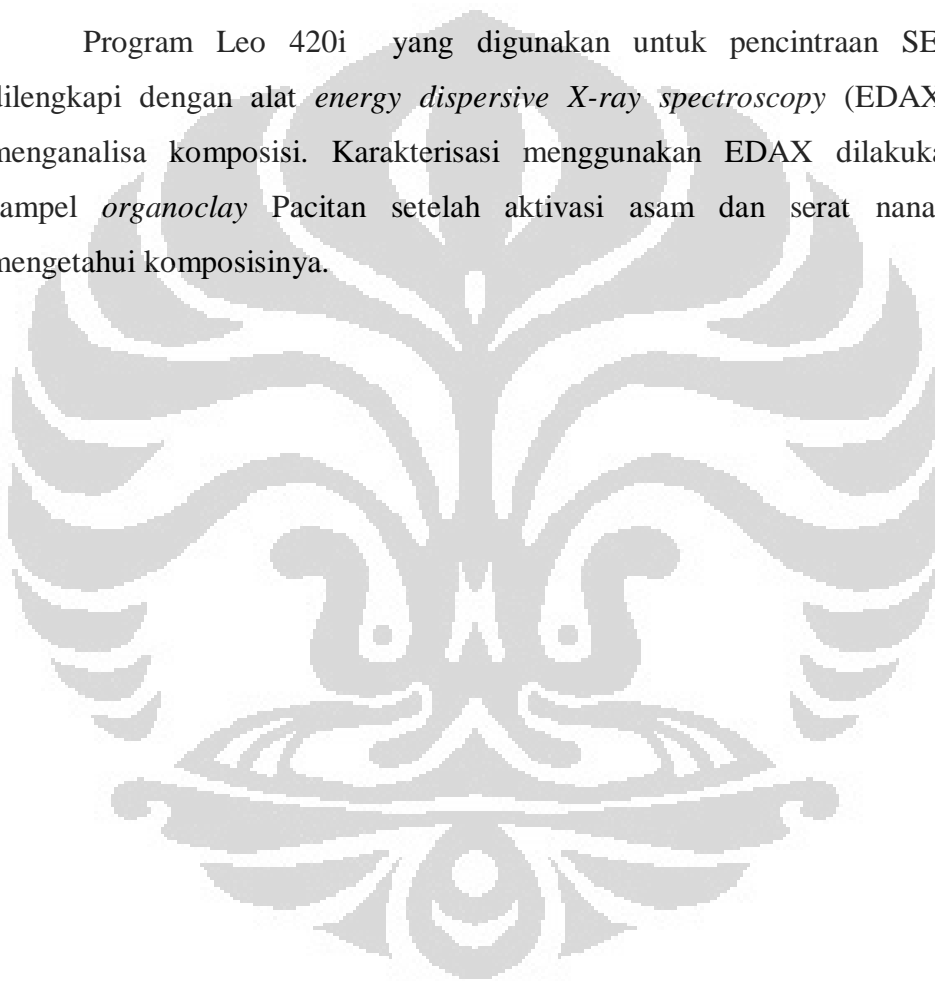 Program Leo 420i yang digunakan untuk pencintraan SE
dilengkapi dengan alat energy dispersive X-ray spectroscopy (EDAX
menganalisa komposisi. Karakterisasi menggunakan EDAX dilakuka
sampel organoclay Pacitan setelah aktivasi asam dan serat nana
mengetahui komposisinya.